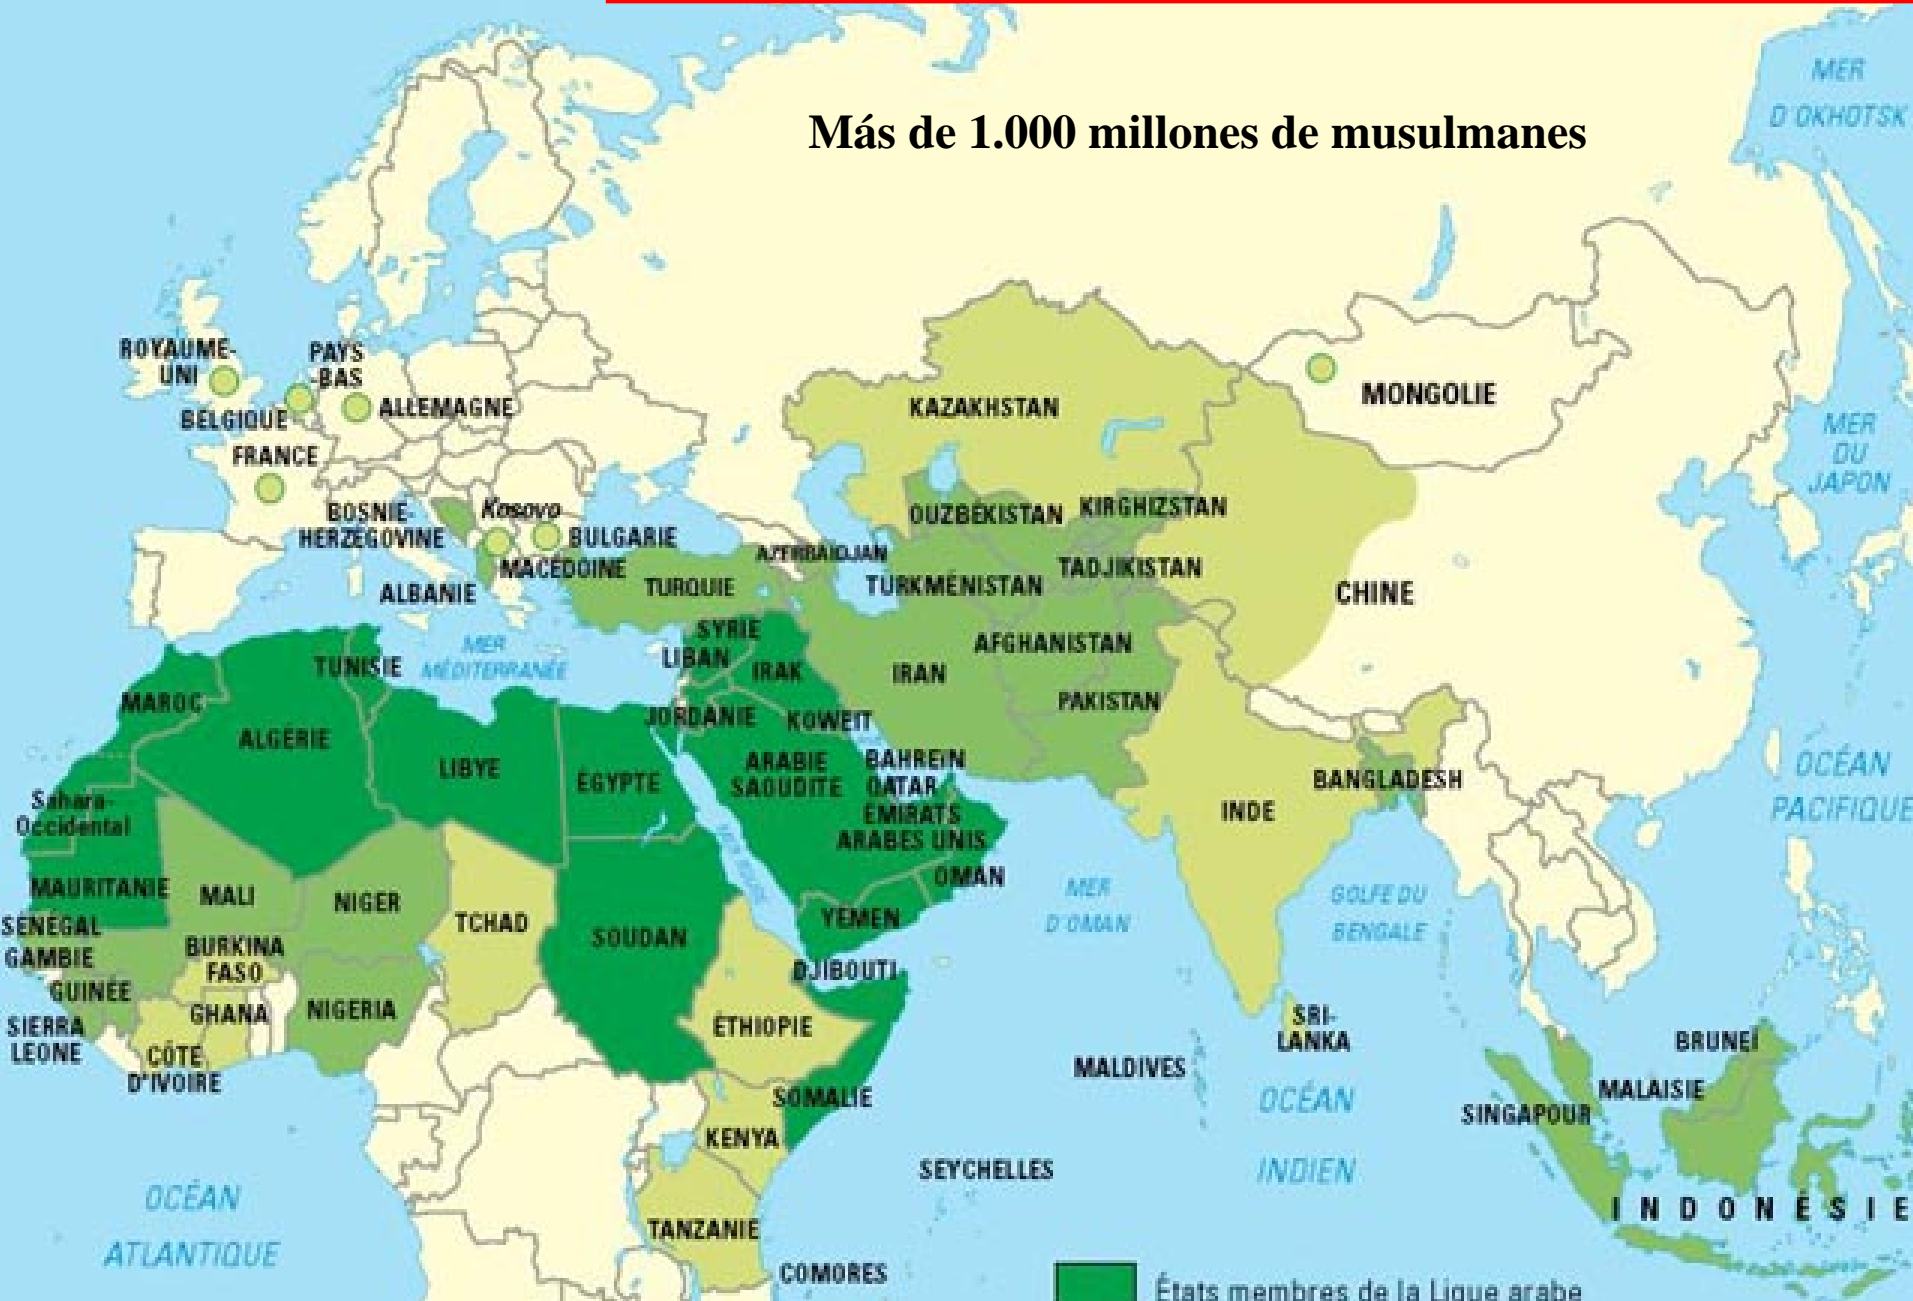 Más de 1.000 millones de musulmanes
MER
D'OKHOTSK
ROYAUME-
UNI
PAYS
-BAS
BELGIQUE
ALLEMAGNE
FRANCE
KAZAKHSTAN
MONGOLIE
MER
DU
JAPON
BOSNIE-
HERZÉGOVINE
Kosovo
BULGARIE
MACÉDOINE
ALBANIE
TURQUIE
AZERBAÏDJAN
OUZBÉKISTAN
KIRGHIZSTAN
TURKMÉNISTAN
TADJIKISTAN
CHINE
MER
MÉDITERRANÉE
SYRIE
LIBAN
IRAK
IRAN
AFGHANISTAN
PAKISTAN
TUNISIE
MAROC
ALGÉRIE
LIBYE
ÉGYPTE
JORDANIE
KOWEIT
ARABIE
SAOUDITE
BAHREIN
QATAR
ÉMIRATS
ARABES UNIS
OMAN
YÉMEN
MER ROUGE
INDE
BANGLADESH
OCÉAN
PACIFIQUE
Sahara-
Occidental
MAURITANIE
MALI
NIGER
TCHAD
SOUDAN
SÉNÉGAL
GAMBIE
GUINÉE
BURKINA
FASO
GHANA
NIGERIA
SIERRA
LEONE
CÔTE
D'IVOIRE
DJIBOUTI
ÉTHIOPIE
SOMALIE
KENYA
TANZANIE
MER
D'OMAN
GOLFE DU
BENGALE
SRI-
LANKA
MALDIVES
SEYCHELLES
COMORES
OCÉAN
INDIEN
BRUNEÏ
MALAISIE
SINGAPOUR
INDONÉSIE
OCÉAN
ATLANTIQUE
États membres de la Ligue arabe